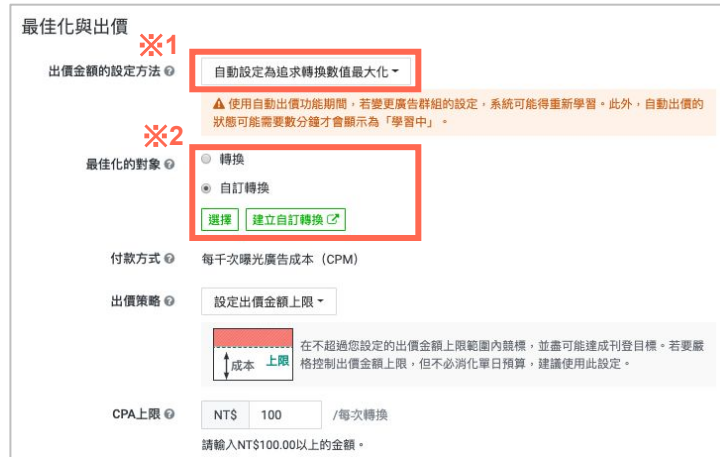 最佳化與出價
※1
出價金額的設定方法 ?
自動設定為追求轉換數值最大化
使用自動出價功能期間，若變更廣告群組的設定，系統可能得重新學習。此外，自動出價的
狀態可能需要數分鐘才會顯示為「學習中」。
※2
最佳化的對象 ?
轉換
自訂轉換
選擇 建立自訂轉換
付款方式 ? 每千次曝光廣告成本（CPM）
出價策略 ? 設定出價金額上限
成本 上限
在不超過您設定的出價金額上限範圍內競標，並盡可能達成刊登目標。若要嚴
格控制出價金額上限，但不必消化單日預算，建議使用此設定。
CPA上限 ? NT$ 100 /每次轉換
請輸入NT$100.00以上的金額。